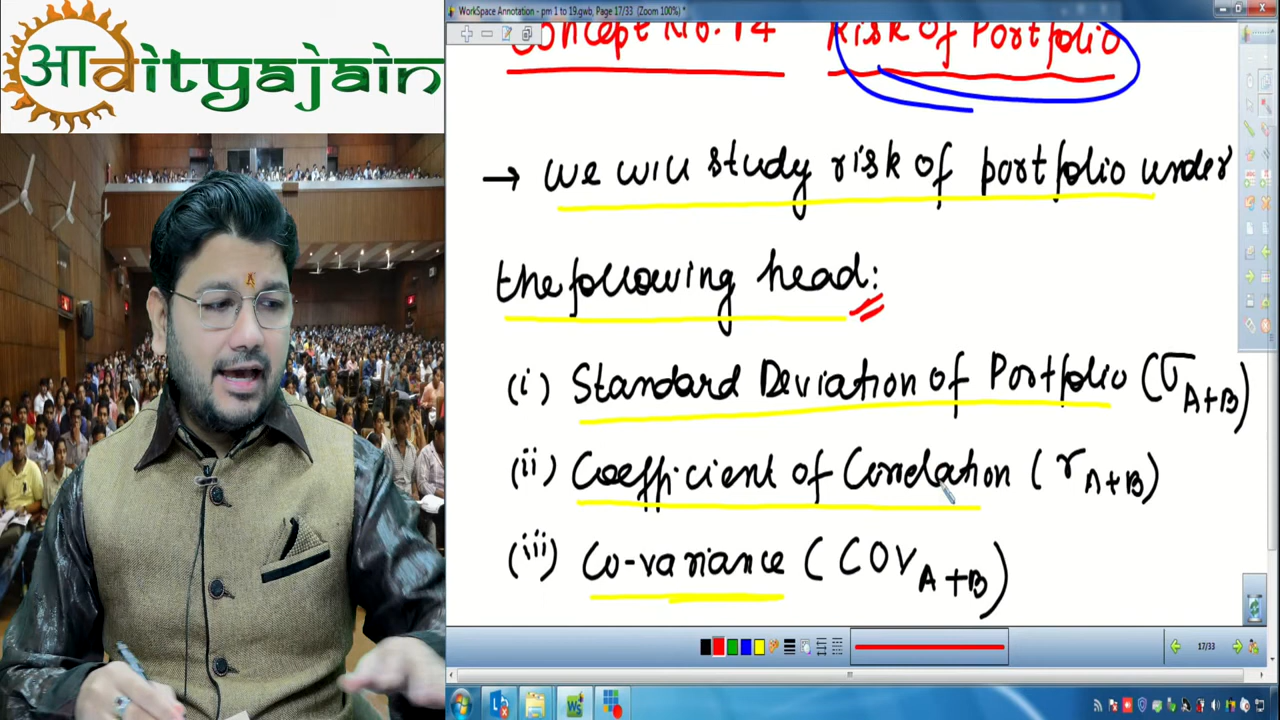 WorkSpace Annotation - pm 1 to 19.gwb, Page 17/33 (Screen Zoom 100%) *
आdityajain
Concept No. 14 Risk of Portfolio
→ We will study risk of portfolio under
the following head:
(i) Standard Deviation of Portfolio (σA+B)
(ii) Coefficient of Correlation (rA+B)
(iii) Co-variance (COVA+B)
17/33